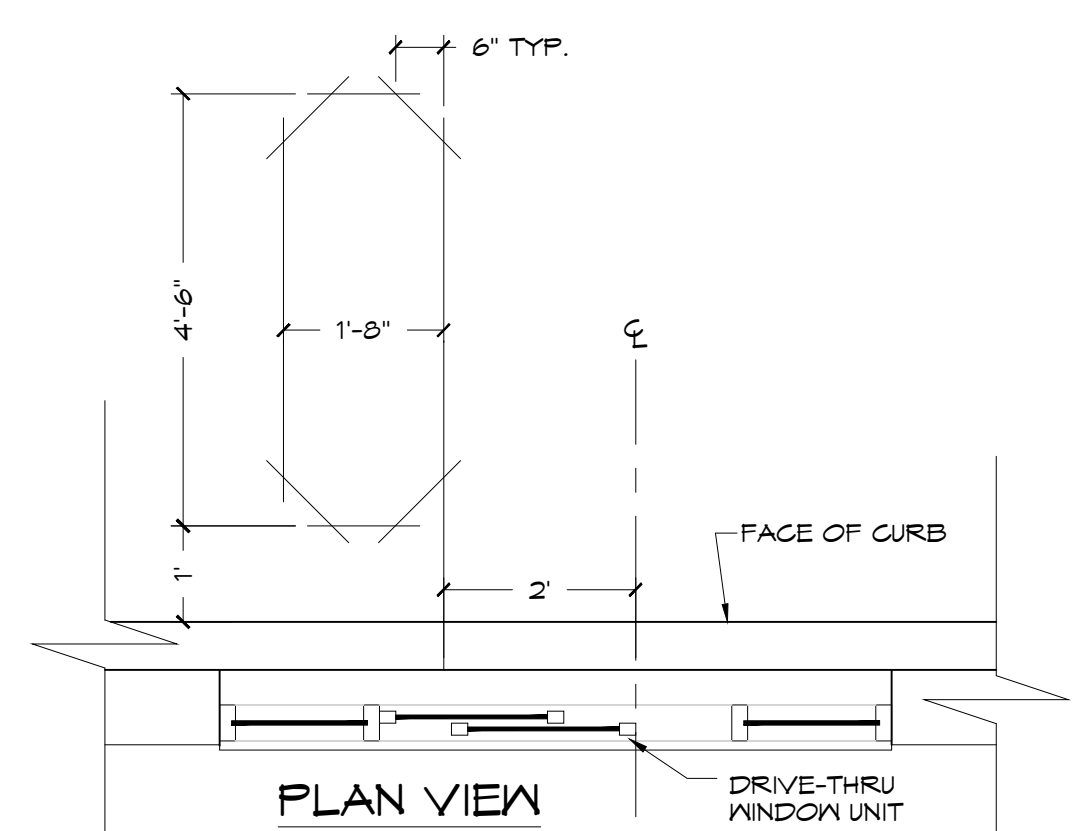 6" TYP.
4'-6"
1'-8"
℄
FACE OF CURB
1'
2'
DRIVE-THRU
WINDOW UNIT
PLAN VIEW